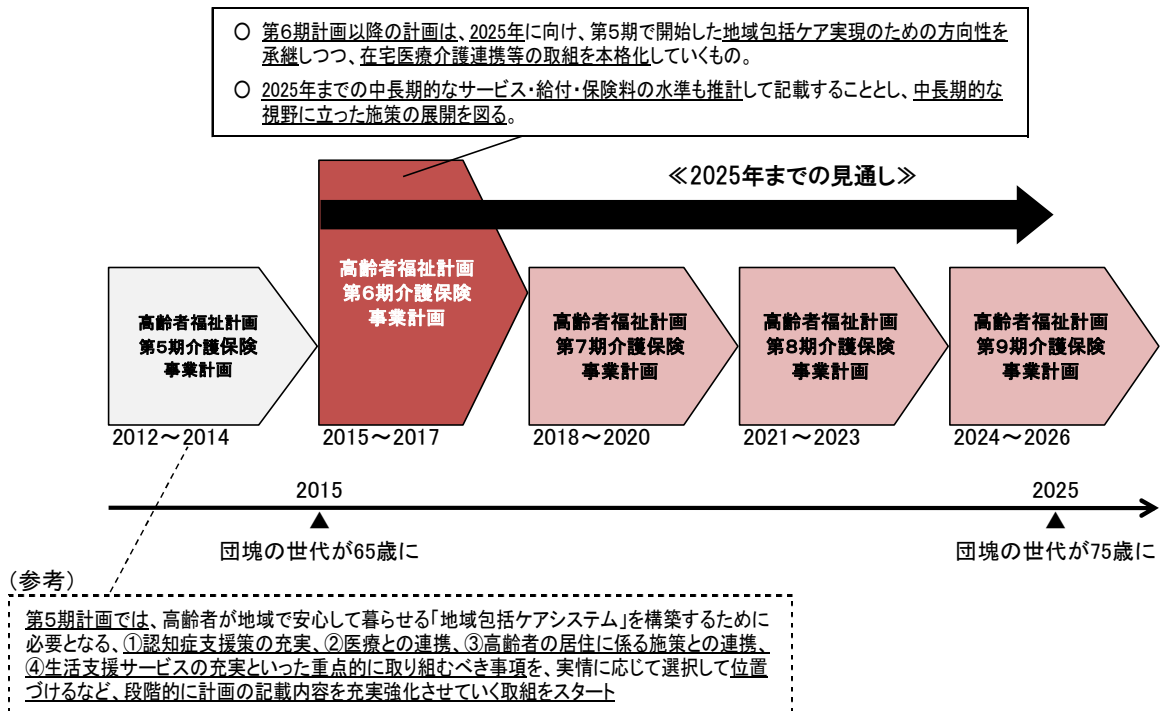 ○ 第６期計画以降の計画は、2025年に向け、第５期で開始した地域包括ケア実現のための方向性を
承継しつつ、在宅医療介護連携等の取組を本格化していくもの。
○ 2025年までの中長期的なサービス・給付・保険料の水準も推計して記載することとし、中長期的な
視野に立った施策の展開を図る。
≪2025年までの見通し≫
高齢者福祉計画
第６期介護保険
事業計画
高齢者福祉計画
第５期介護保険
事業計画
高齢者福祉計画
第７期介護保険
事業計画
高齢者福祉計画
第８期介護保険
事業計画
高齢者福祉計画
第９期介護保険
事業計画
2012～2014
2015～2017
2018～2020
2021～2023
2024～2026
2015
2025
▲
▲
団塊の世代が65歳に
団塊の世代が75歳に
（参考）
第５期計画では、高齢者が地域で安心して暮らせる「地域包括ケアシステム」を構築するために
必要となる、①認知症支援策の充実、②医療との連携、③高齢者の居住に係る施策との連携、
④生活支援サービスの充実といった重点的に取り組むべき事項を、実情に応じて選択して位置
づけるなど、段階的に計画の記載内容を充実強化させていく取組をスタート